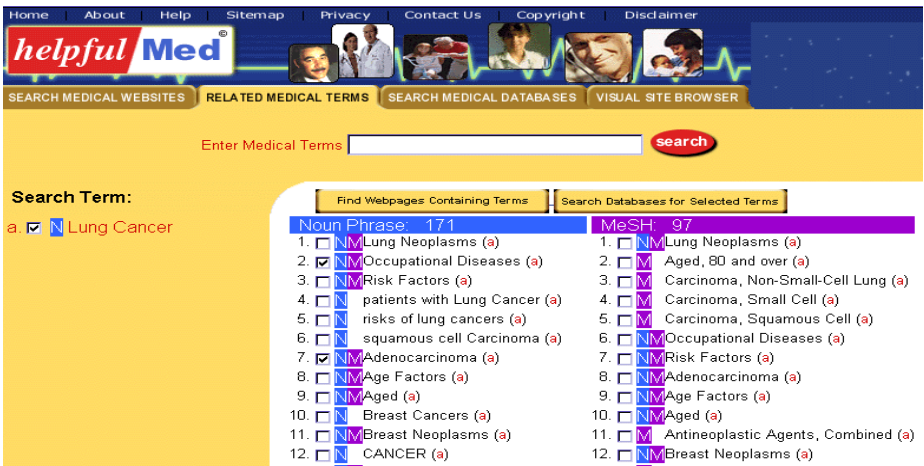 Home About Help Sitemap Privacy Contact Us Copyright Disclaimer
helpful Med ©
SEARCH MEDICAL WEBSITES RELATED MEDICAL TERMS SEARCH MEDICAL DATABASES VISUAL SITE BROWSER
Enter Medical Terms search
Search Term:
a. N Lung Cancer
Find Webpages Containing Terms Search Databases for Selected Terms
Noun Phrase: 171
1. NM Lung Neoplasms (a)
2. NM Occupational Diseases (a)
3. NM Risk Factors (a)
4. N patients with Lung Cancer (a)
5. N risks of lung cancers (a)
6. N squamous cell Carcinoma (a)
7. NM Adenocarcinoma (a)
8. NM Age Factors (a)
9. NM Aged (a)
10. N Breast Cancers (a)
11. NM Breast Neoplasms (a)
12. N CANCER (a)
MeSH: 97
1. NM Lung Neoplasms (a)
2. M Aged, 80 and over (a)
3. M Carcinoma, Non-Small-Cell Lung (a)
4. M Carcinoma, Small Cell (a)
5. M Carcinoma, Squamous Cell (a)
6. NM Occupational Diseases (a)
7. NM Risk Factors (a)
8. NM Adenocarcinoma (a)
9. NM Age Factors (a)
10. NM Aged (a)
11. M Antineoplastic Agents, Combined (a)
12. NM Breast Neoplasms (a)